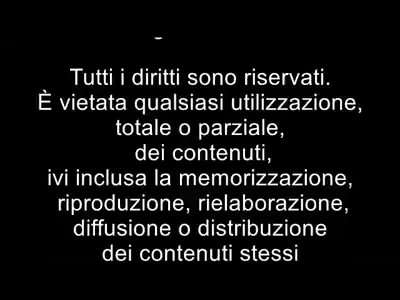 Tutti i diritti sono riservati.
È vietata qualsiasi utilizzazione,
totale o parziale,
dei contenuti,
ivi inclusa la memorizzazione,
riproduzione, rielaborazione,
diffusione o distribuzione
dei contenuti stessi